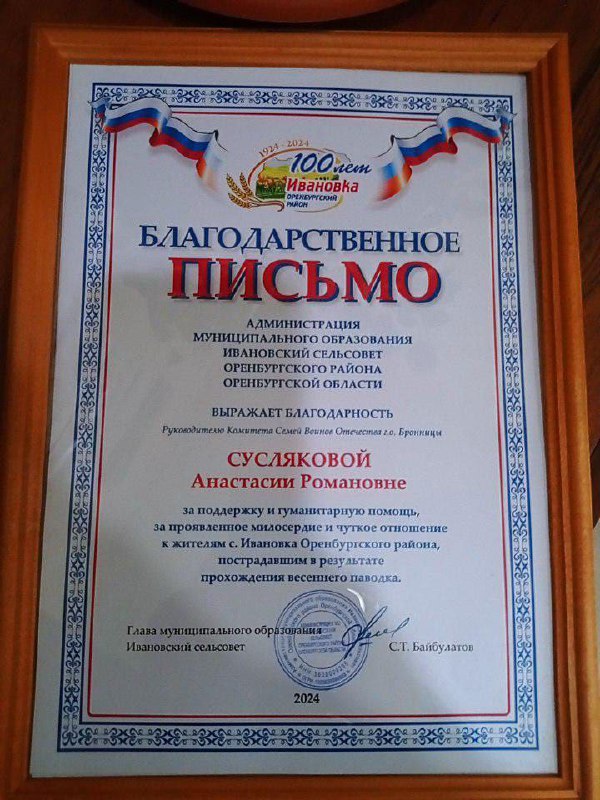 1924 - 2024
100 лет
Ивановка
ОРЕНБУРГСКИЙ
РАЙОН
БЛАГОДАРСТВЕННОЕ
ПИСЬМО
АДМИНИСТРАЦИЯ
МУНИЦИПАЛЬНОГО ОБРАЗОВАНИЯ
ИВАНОВСКИЙ СЕЛЬСОВЕТ
ОРЕНБУРГСКОГО РАЙОНА
ОРЕНБУРГСКОЙ ОБЛАСТИ
ВЫРАЖАЕТ БЛАГОДАРНОСТЬ
Руководителю Комитета Семей Воинов Отечества г.о. Бронницы
СУСЛЯКОВОЙ
Анастасии Романовне
за поддержку и гуманитарную помощь,
за проявленное милосердие и чуткое отношение
к жителям с. Ивановка Оренбургского района,
пострадавшим в результате
прохождения весеннего паводка.
Глава муниципального образования
Ивановский сельсовет
С.Т. Байбулатов
2024